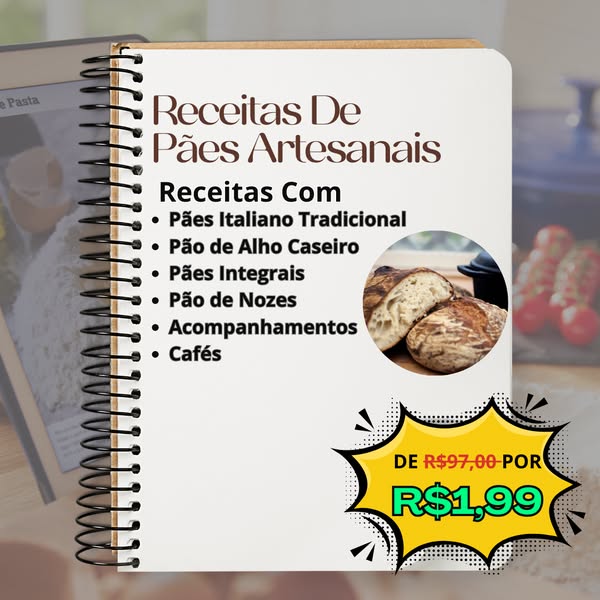 e Pasta
Receitas De
Pães Artesanais
Receitas Com
• Pães Italiano Tradicional
• Pão de Alho Caseiro
• Pães Integrais
• Pão de Nozes
• Acompanhamentos
• Cafés
DE R$97,00 POR
R$1,99